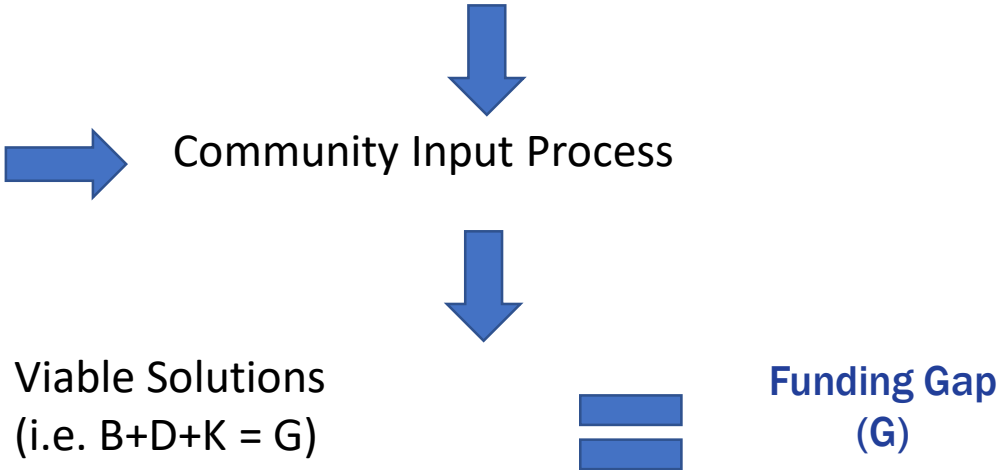 Community Input Process
Viable Solutions
(i.e. B+D+K = G)
Funding Gap
(G)